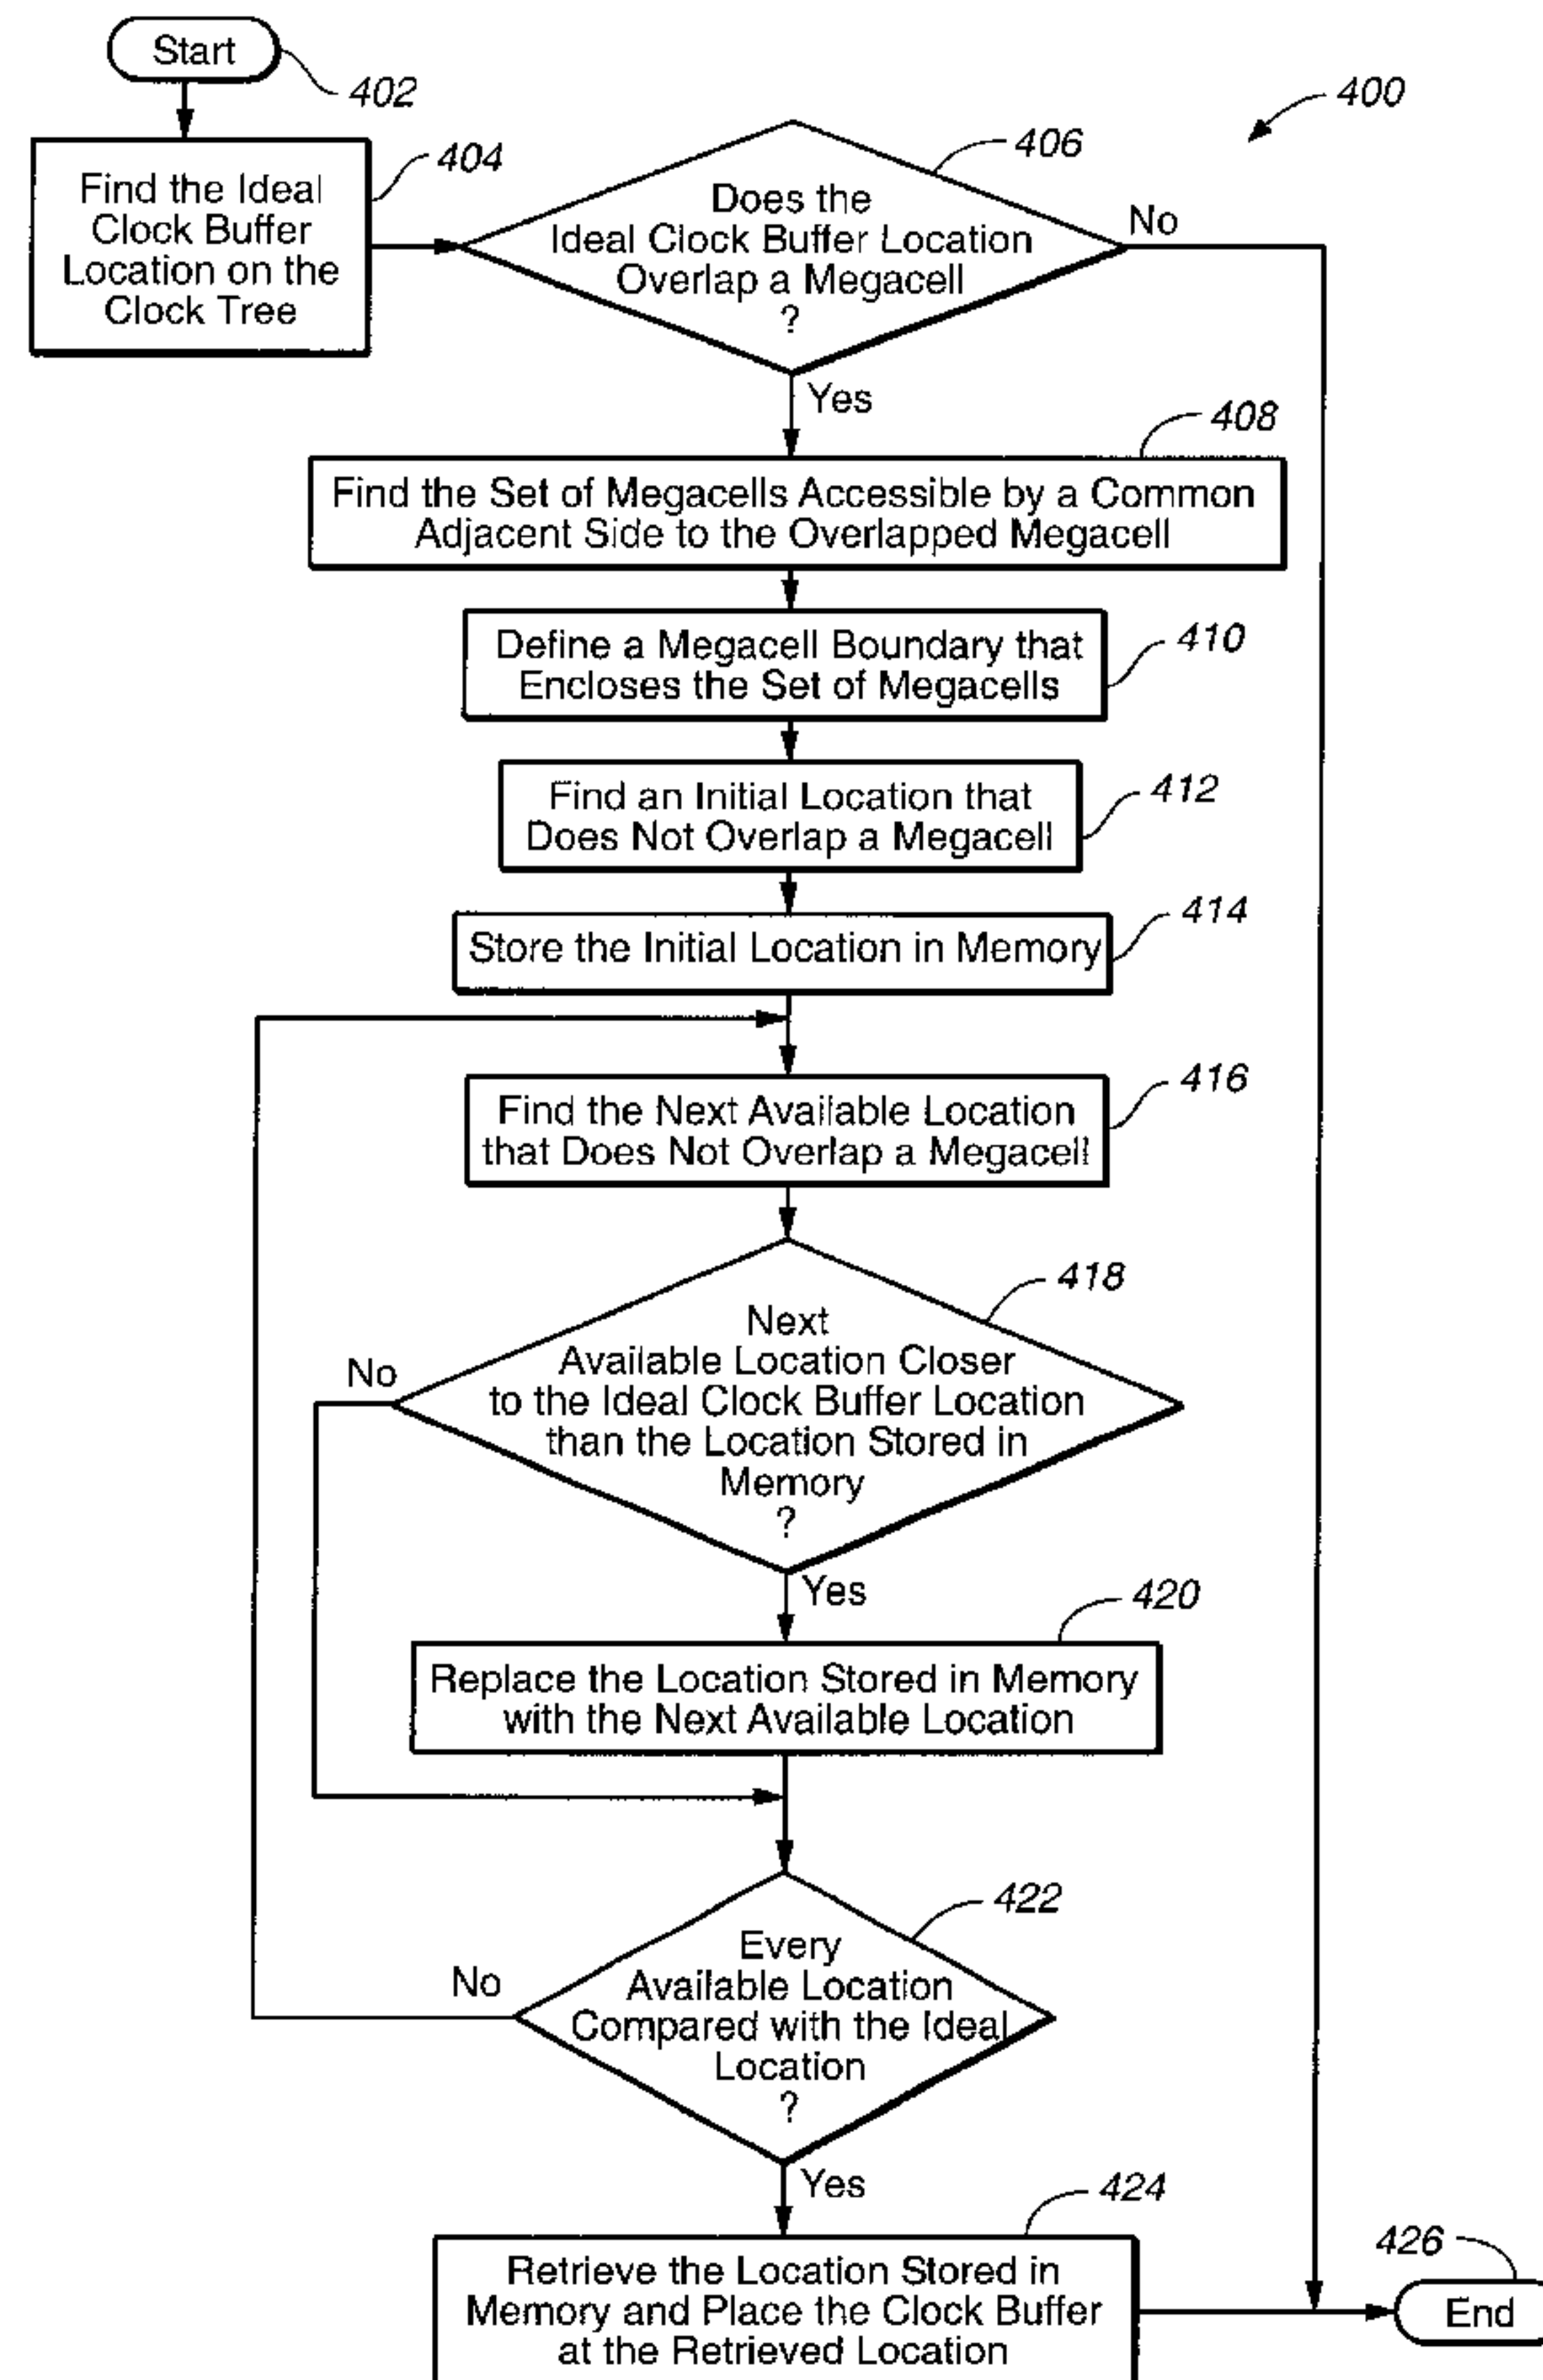 Start
402
400
Find the Ideal
Clock Buffer
Location on the
Clock Tree
404
Does the
Ideal Clock Buffer Location
Overlap a Megacell
?
406
No
Yes
408
Find the Set of Megacells Accessible by a Common
Adjacent Side to the Overlapped Megacell
Define a Megacell Boundary that
Encloses the Set of Megacells
410
Find an Initial Location that
Does Not Overlap a Megacell
412
Store the Initial Location in Memory
414
Find the Next Available Location
that Does Not Overlap a Megacell
416
Next
Available Location Closer
to the Ideal Clock Buffer Location
than the Location Stored in
Memory
?
418
No
Yes
420
Replace the Location Stored in Memory
with the Next Available Location
Every
Available Location
Compared with the Ideal
Location
?
422
No
Yes
424
Retrieve the Location Stored in
Memory and Place the Clock Buffer
at the Retrieved Location
426
End